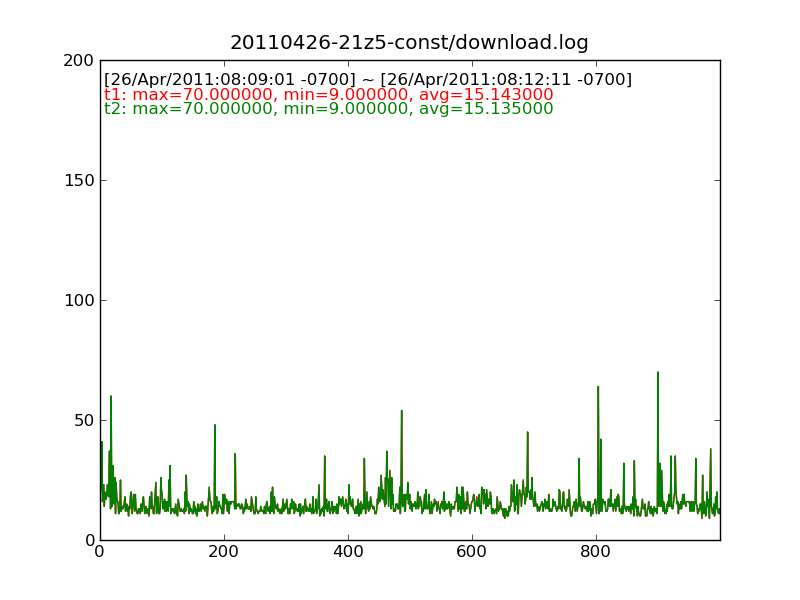 20110426-21z5-const/download.log
[26/Apr/2011:08:09:01 -0700] ~ [26/Apr/2011:08:12:11 -0700]
t1: max=70.000000, min=9.000000, avg=15.143000
t2: max=70.000000, min=9.000000, avg=15.135000
200
150
100
50
0
0 200 400 600 800